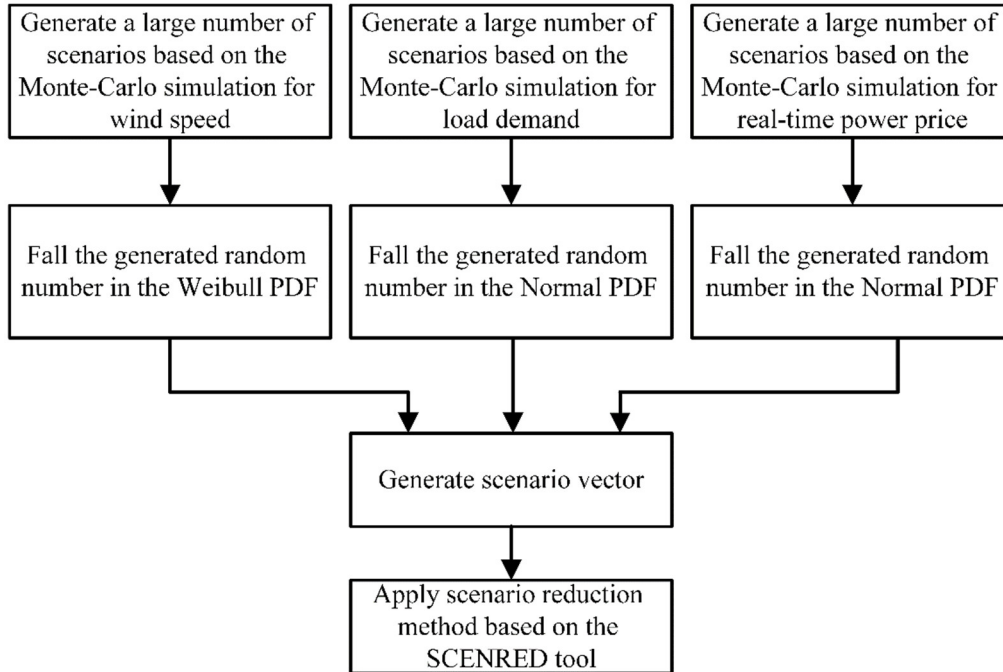 Generate a large number of
scenarios based on the
Monte-Carlo simulation for
wind speed
Generate a large number of
scenarios based on the
Monte-Carlo simulation for
load demand
Generate a large number of
scenarios based on the
Monte-Carlo simulation for
real-time power price
Fall the generated random
number in the Weibull PDF
Fall the generated random
number in the Normal PDF
Fall the generated random
number in the Normal PDF
Generate scenario vector
Apply scenario reduction
method based on the
SCENRED tool